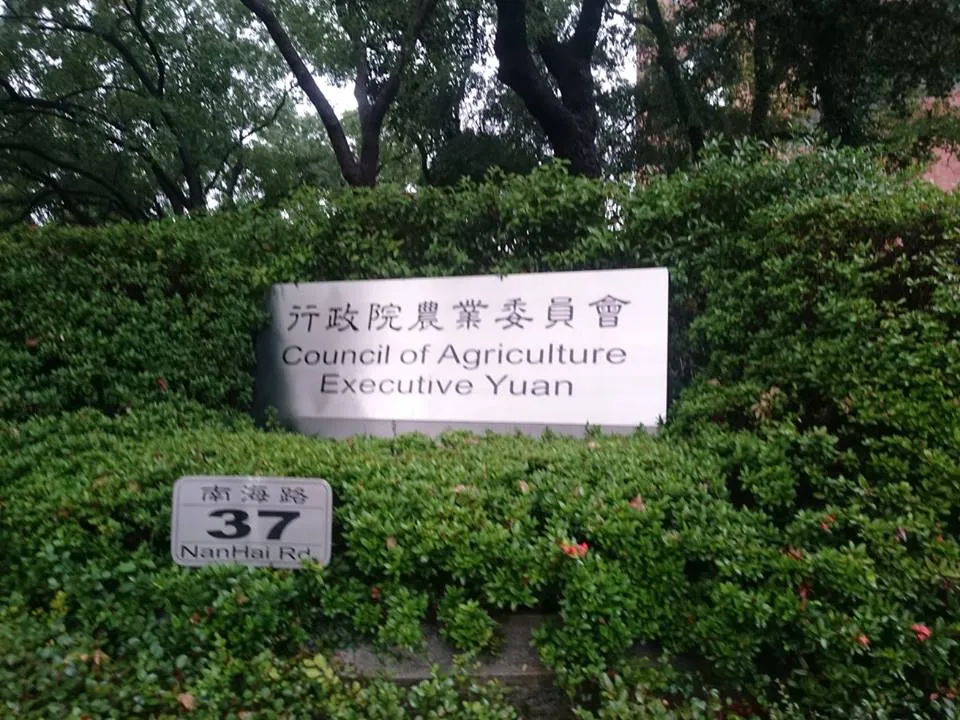 行政院農業委員會
Council of Agriculture
Executive Yuan
南海路
37
NanHai Rd.